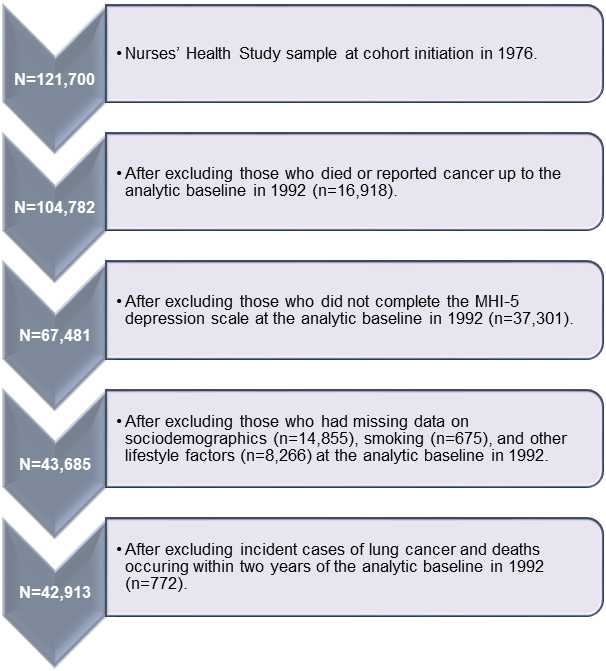 N=121,700
• Nurses’ Health Study sample at cohort initiation in 1976.
N=104,782
• After excluding those who died or reported cancer up to the
analytic baseline in 1992 (n=16,918).
N=67,481
• After excluding those who did not complete the MHI-5
depression scale at the analytic baseline in 1992 (n=37,301).
N=43,685
• After excluding those who had missing data on
sociodemographics (n=14,855), smoking (n=675), and other
lifestyle factors (n=8,266) at the analytic baseline in 1992.
N=42,913
• After excluding incident cases of lung cancer and deaths
occuring within two years of the analytic baseline in 1992
(n=772).